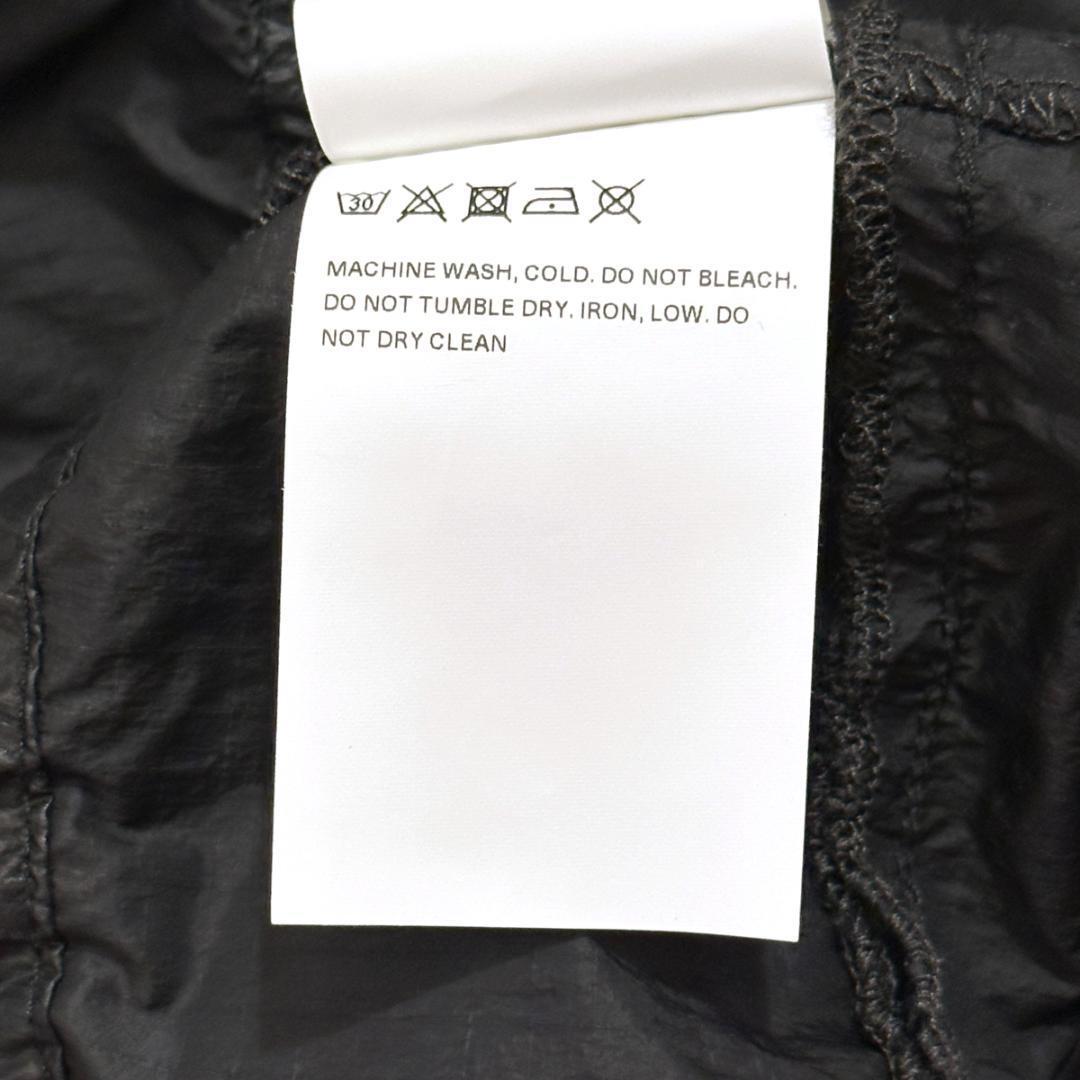 30
MACHINE WASH, COLD. DO NOT BLEACH.
DO NOT TUMBLE DRY. IRON, LOW. DO
NOT DRY CLEAN